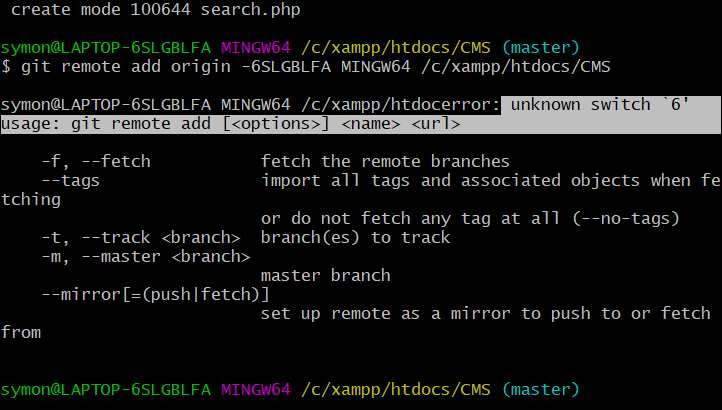 create mode 100644 search.php
symon@LAPTOP-6SLGBLFA MINGW64 /c/xampp/htdocs/CMS (master)
$ git remote add origin -6SLGBLFA MINGW64 /c/xampp/htdocs/CMS
symon@LAPTOP-6SLGBLFA MINGW64 /c/xampp/htdocerror: unknown switch `6'
usage: git remote add [<options>] <name> <url>
-f, --fetch fetch the remote branches
--tags import all tags and associated objects when fe
tching
or do not fetch any tag at all (--no-tags)
-t, --track <branch> branch(es) to track
-m, --master <branch>
master branch
--mirror[=(push|fetch)]
set up remote as a mirror to push to or fetch
from
symon@LAPTOP-6SLGBLFA MINGW64 /c/xampp/htdocs/CMS (master)